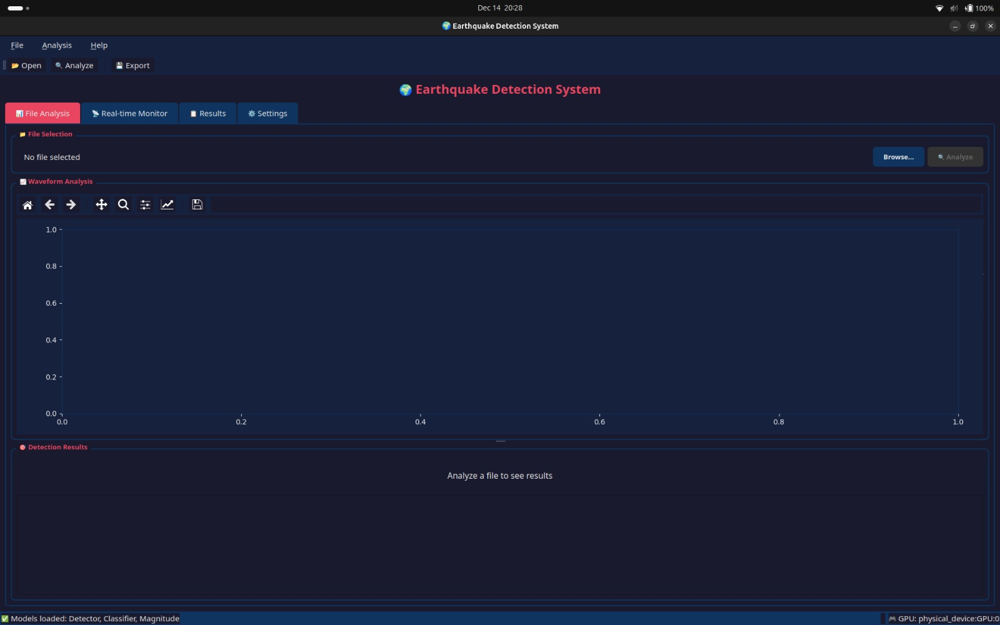 Dec 14 20:28
100%
Earthquake Detection System
File Analysis Help
Open Analyze Export
Earthquake Detection System
File Analysis Real-time Monitor Results Settings
File Selection
No file selected Browse... Analyze
Waveform Analysis
1.0
0.8
0.6
0.4
0.2
0.0
0.0 0.2 0.4 0.6 0.8 1.0
Detection Results
Analyze a file to see results
Models loaded: Detector, Classifier, Magnitude GPU: physical_device:GPU:0